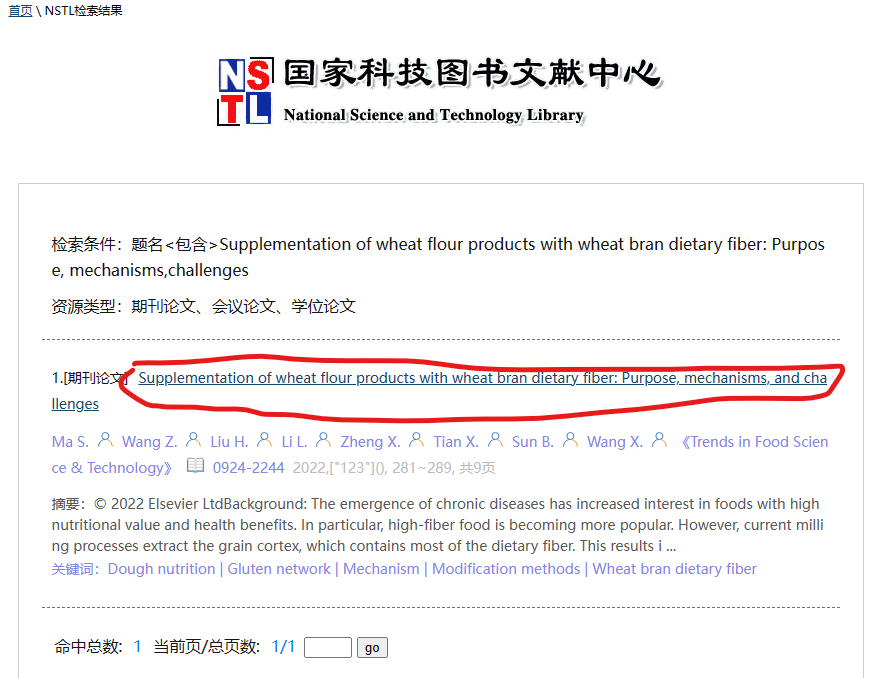 首页 \ NSTL检索结果
NSTL 国家科技图书文献中心
National Science and Technology Library
检索条件：题名<包含>Supplementation of wheat flour products with wheat bran dietary fiber: Purpos
e, mechanisms,challenges
资源类型：期刊论文、会议论文、学位论文
1.[期刊论文] Supplementation of wheat flour products with wheat bran dietary fiber: Purpose, mechanisms, and cha
llenges
Ma S. Wang Z. Liu H. Li L. Zheng X. Tian X. Sun B. Wang X. 《Trends in Food Scien
ce & Technology》 0924-2244 2022,["123"](), 281~289, 共9页
摘要：© 2022 Elsevier LtdBackground: The emergence of chronic diseases has increased interest in foods with high
nutritional value and health benefits. In particular, high-fiber food is becoming more popular. However, current milli
ng processes extract the grain cortex, which contains most of the dietary fiber. This results i ...
关键词：Dough nutrition | Gluten network | Mechanism | Modification methods | Wheat bran dietary fiber
命中总数: 1 当前页/总页数: 1/1 go